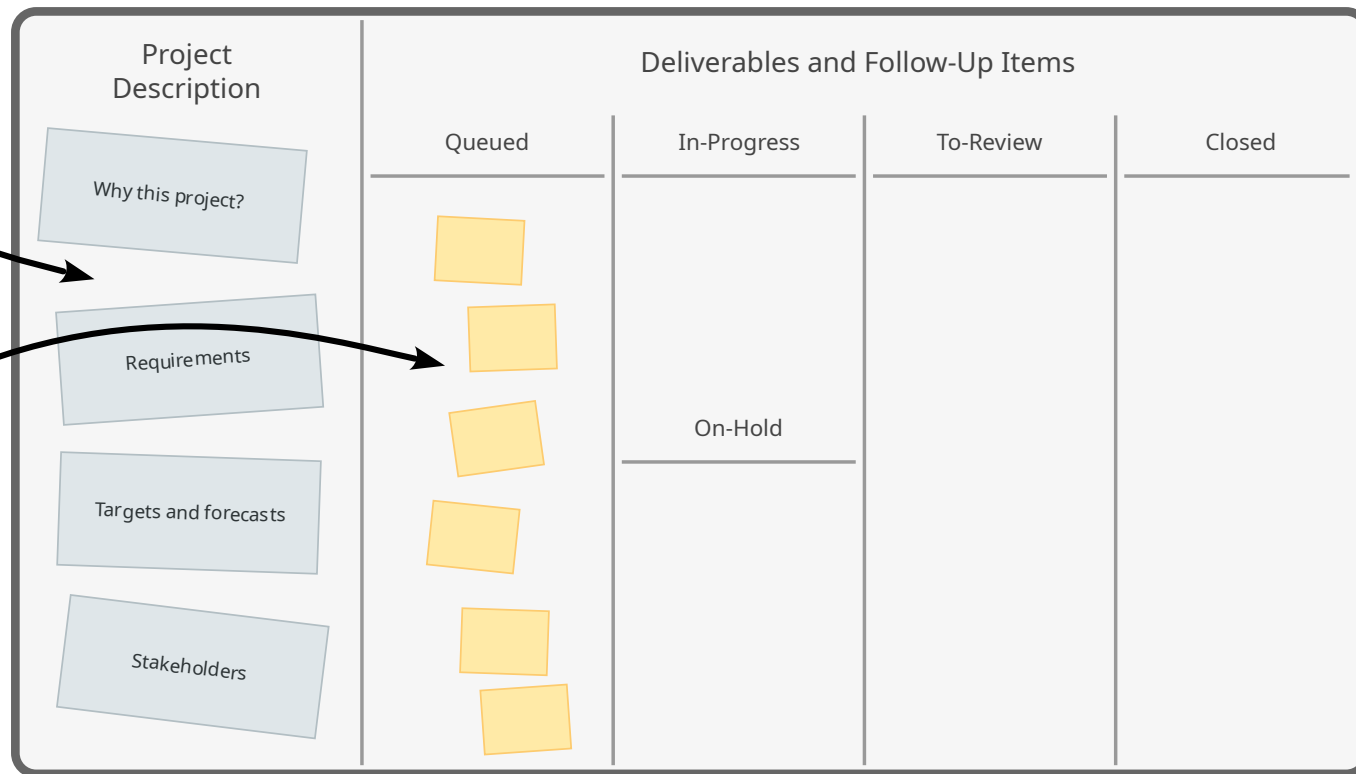 Project
Description
Why this project?
Requirements
Targets and forecasts
Stakeholders
Deliverables and Follow-Up Items
Queued
In-Progress
On-Hold
To-Review
Closed